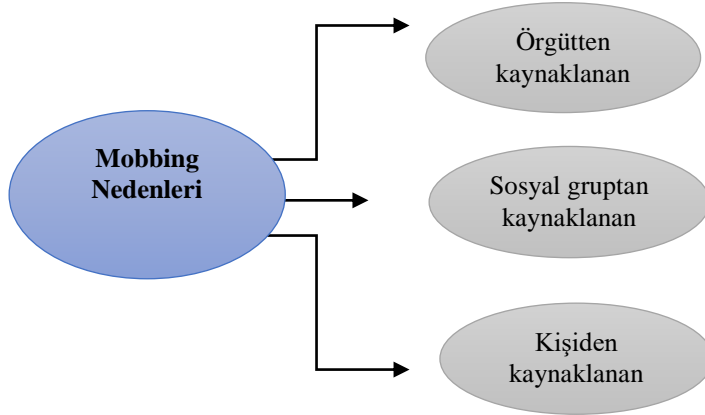 Mobbing
Nedenleri
Örgütten
kaynaklanan
Sosyal gruptan
kaynaklanan
Kişiden
kaynaklanan